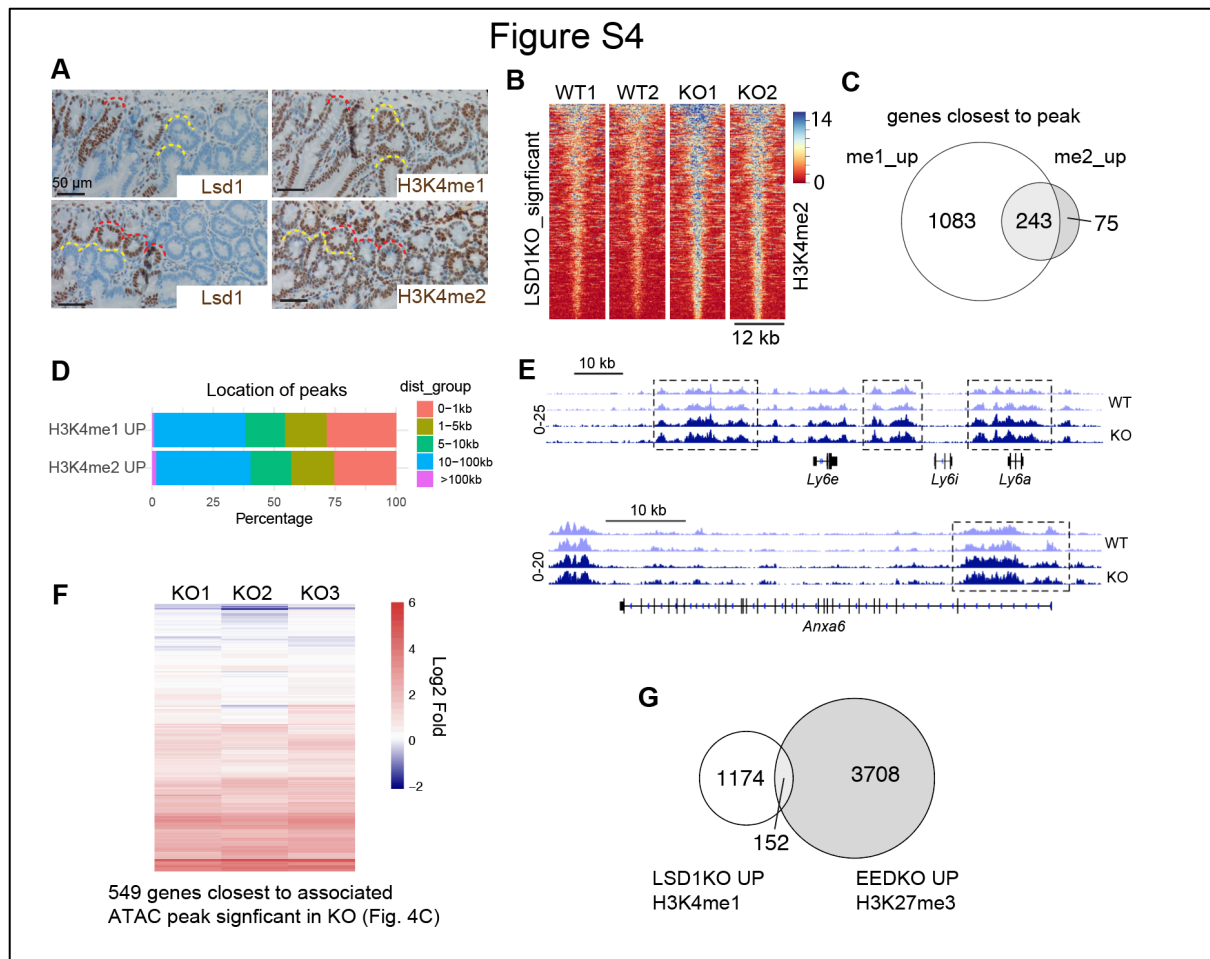 Figure S4
A
50 µm
Lsd1
H3K4me1
Lsd1
H3K4me2
B
WT1 WT2 KO1 KO2
LSD1KO_signficant
14
0
H3K4me2
12 kb
C
genes closest to peak
me1_up
me2_up
1083
243
75
D
Location of peaks
H3K4me1 UP
H3K4me2 UP
0 25 50 75 100
Percentage
dist_group
0−1kb
1−5kb
5−10kb
10−100kb
>100kb
E
10 kb
0-25
WT
KO
Ly6e
Ly6i
Ly6a
10 kb
0-20
WT
KO
Anxa6
F
KO1 KO2 KO3
6
4
2
0
−2
Log2 Fold
549 genes closest to associated
ATAC peak signficant in KO (Fig. 4C)
G
1174
3708
152
LSD1KO UP
H3K4me1
EEDKO UP
H3K27me3